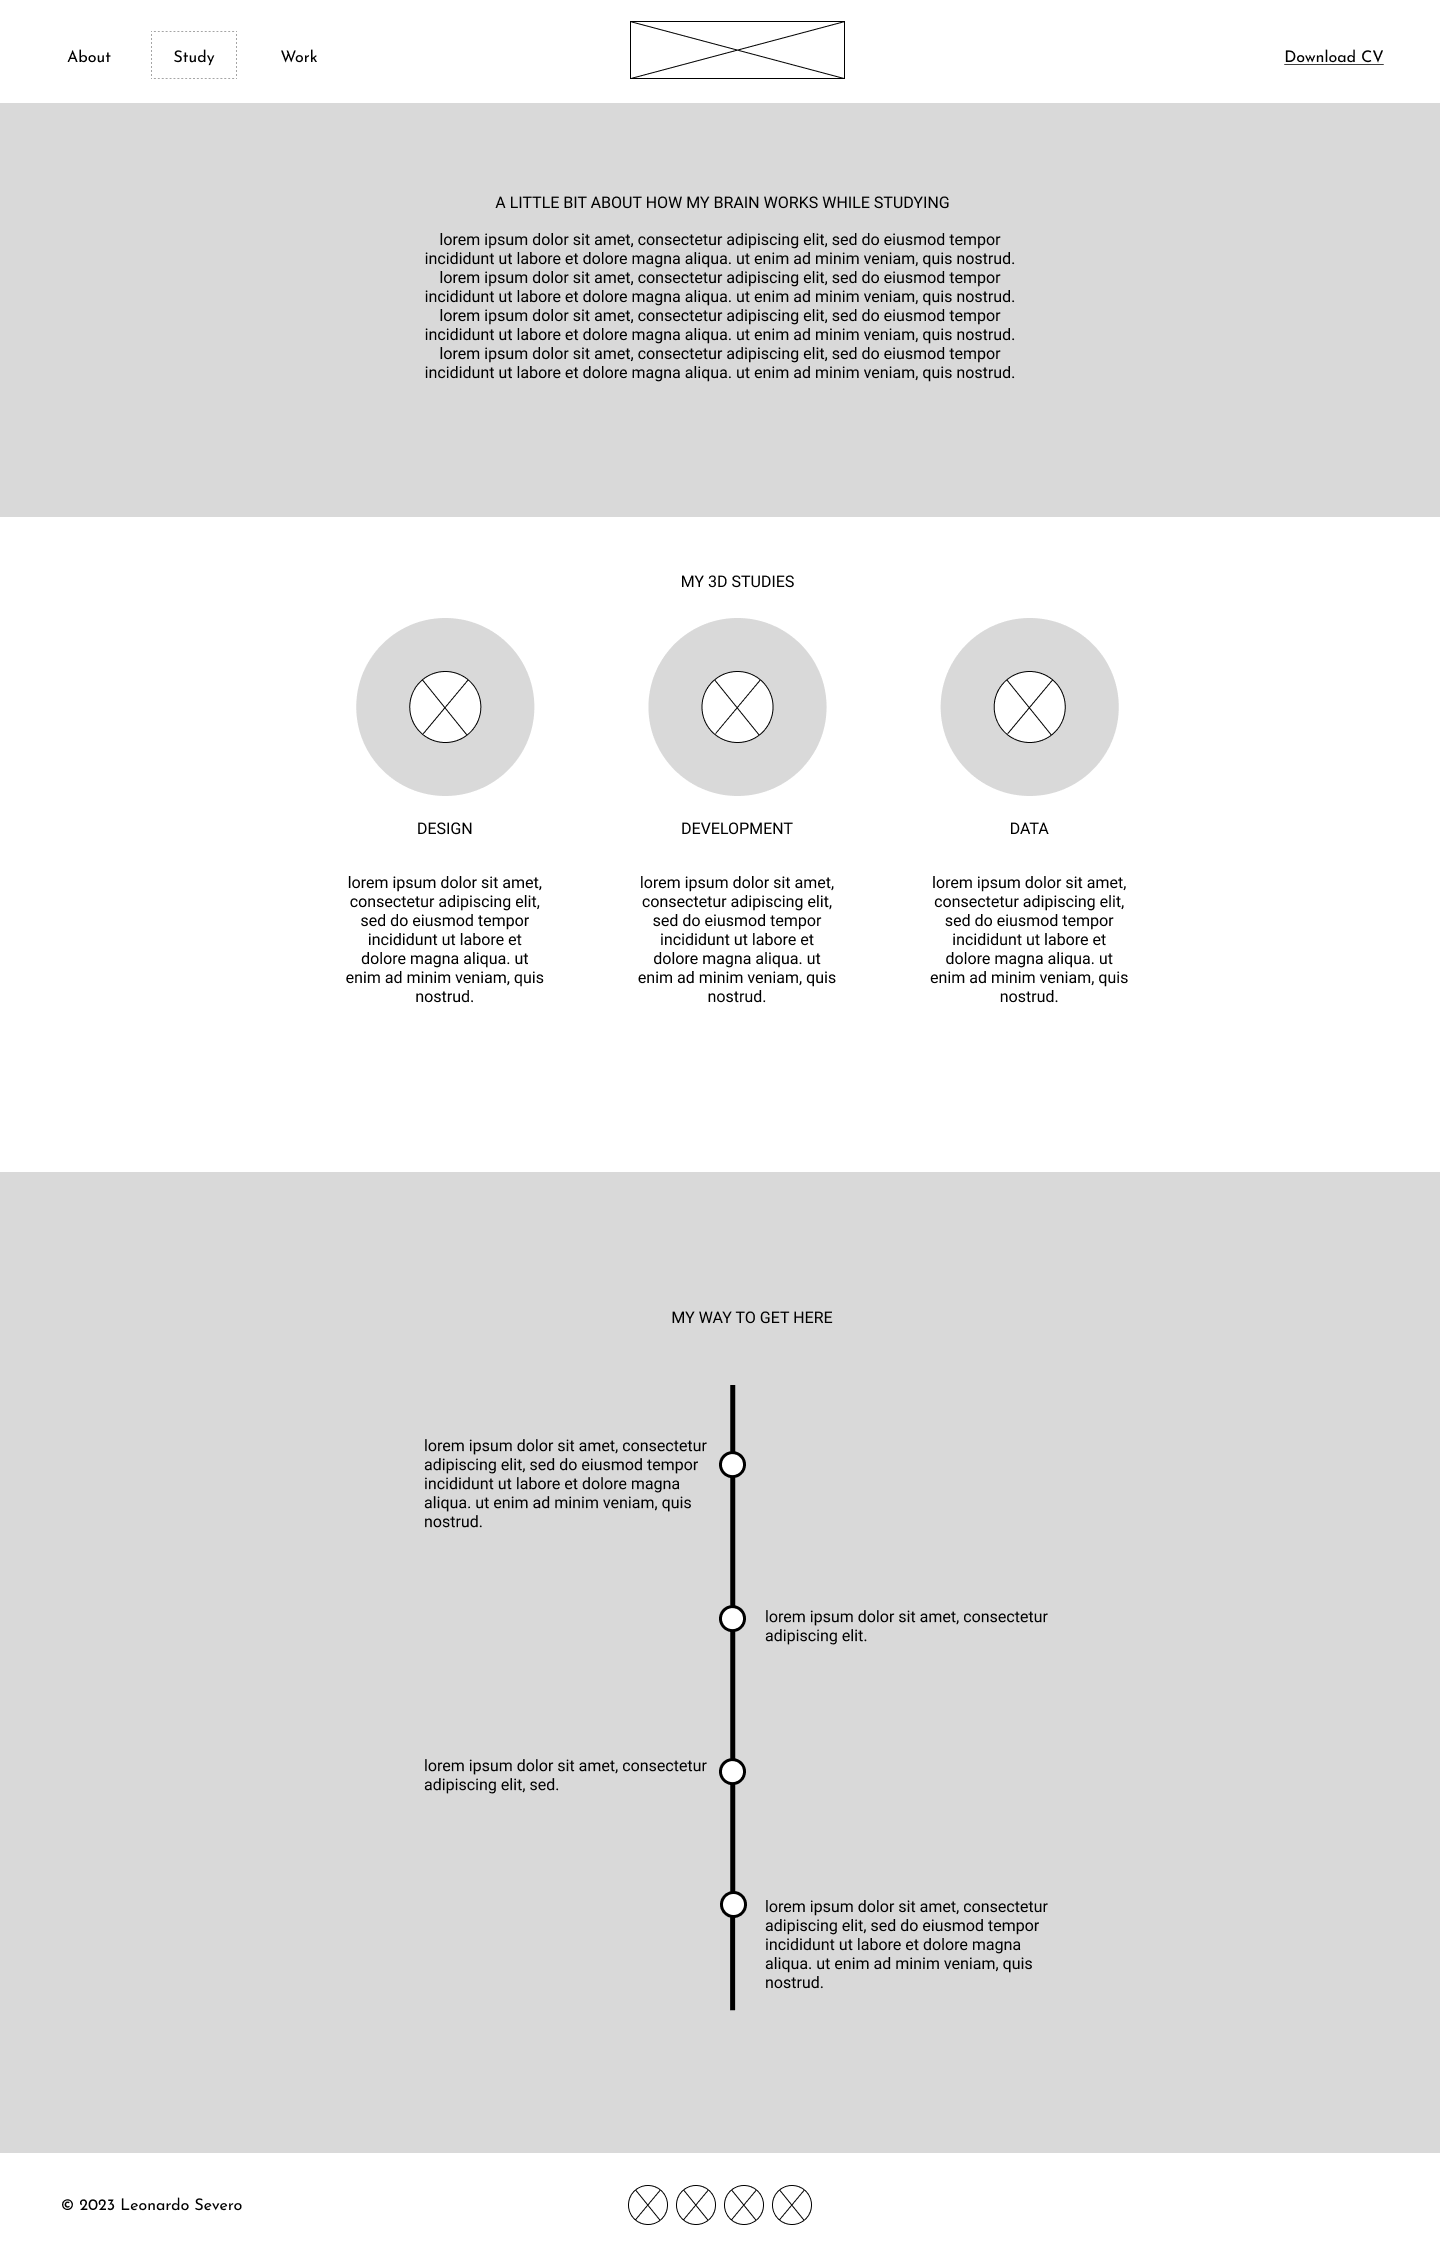 About
Study
Work
Download CV
A LITTLE BIT ABOUT HOW MY BRAIN WORKS WHILE STUDYING
lorem ipsum dolor sit amet, consectetur adipiscing elit, sed do eiusmod tempor
incididunt ut labore et dolore magna aliqua. ut enim ad minim veniam, quis nostrud.
lorem ipsum dolor sit amet, consectetur adipiscing elit, sed do eiusmod tempor
incididunt ut labore et dolore magna aliqua. ut enim ad minim veniam, quis nostrud.
lorem ipsum dolor sit amet, consectetur adipiscing elit, sed do eiusmod tempor
incididunt ut labore et dolore magna aliqua. ut enim ad minim veniam, quis nostrud.
lorem ipsum dolor sit amet, consectetur adipiscing elit, sed do eiusmod tempor
incididunt ut labore et dolore magna aliqua. ut enim ad minim veniam, quis nostrud.
MY 3D STUDIES
DESIGN
lorem ipsum dolor sit amet,
consectetur adipiscing elit,
sed do eiusmod tempor
incididunt ut labore et
dolore magna aliqua. ut
enim ad minim veniam, quis
nostrud.
DEVELOPMENT
lorem ipsum dolor sit amet,
consectetur adipiscing elit,
sed do eiusmod tempor
incididunt ut labore et
dolore magna aliqua. ut
enim ad minim veniam, quis
nostrud.
DATA
lorem ipsum dolor sit amet,
consectetur adipiscing elit,
sed do eiusmod tempor
incididunt ut labore et
dolore magna aliqua. ut
enim ad minim veniam, quis
nostrud.
MY WAY TO GET HERE
lorem ipsum dolor sit amet, consectetur
adipiscing elit, sed do eiusmod tempor
incididunt ut labore et dolore magna
aliqua. ut enim ad minim veniam, quis
nostrud.
lorem ipsum dolor sit amet, consectetur
adipiscing elit.
lorem ipsum dolor sit amet, consectetur
adipiscing elit, sed.
lorem ipsum dolor sit amet, consectetur
adipiscing elit, sed do eiusmod tempor
incididunt ut labore et dolore magna
aliqua. ut enim ad minim veniam, quis
nostrud.
© 2023 Leonardo Severo